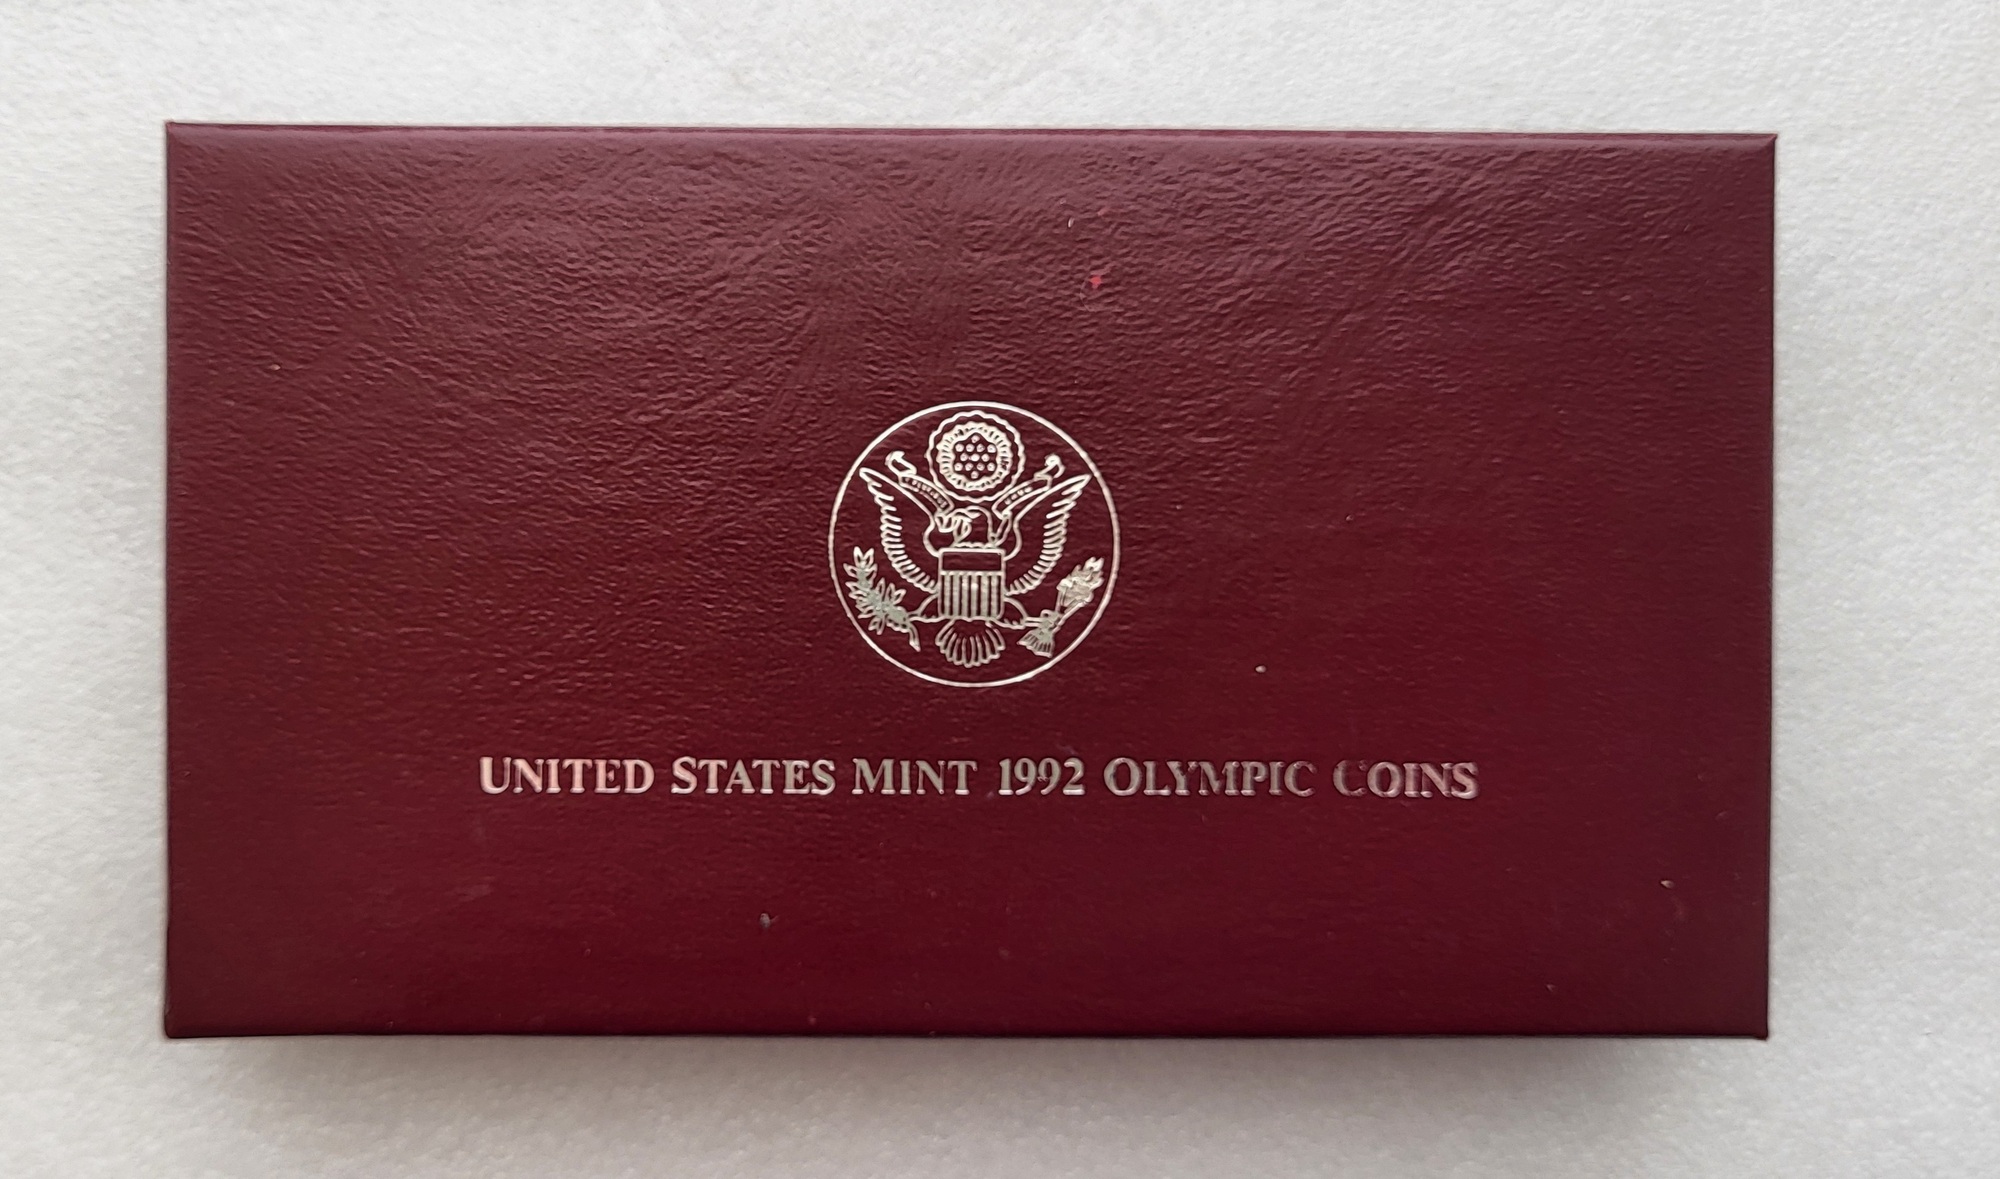 UNITED STATES MINT 1992 OLYMPIC COINS